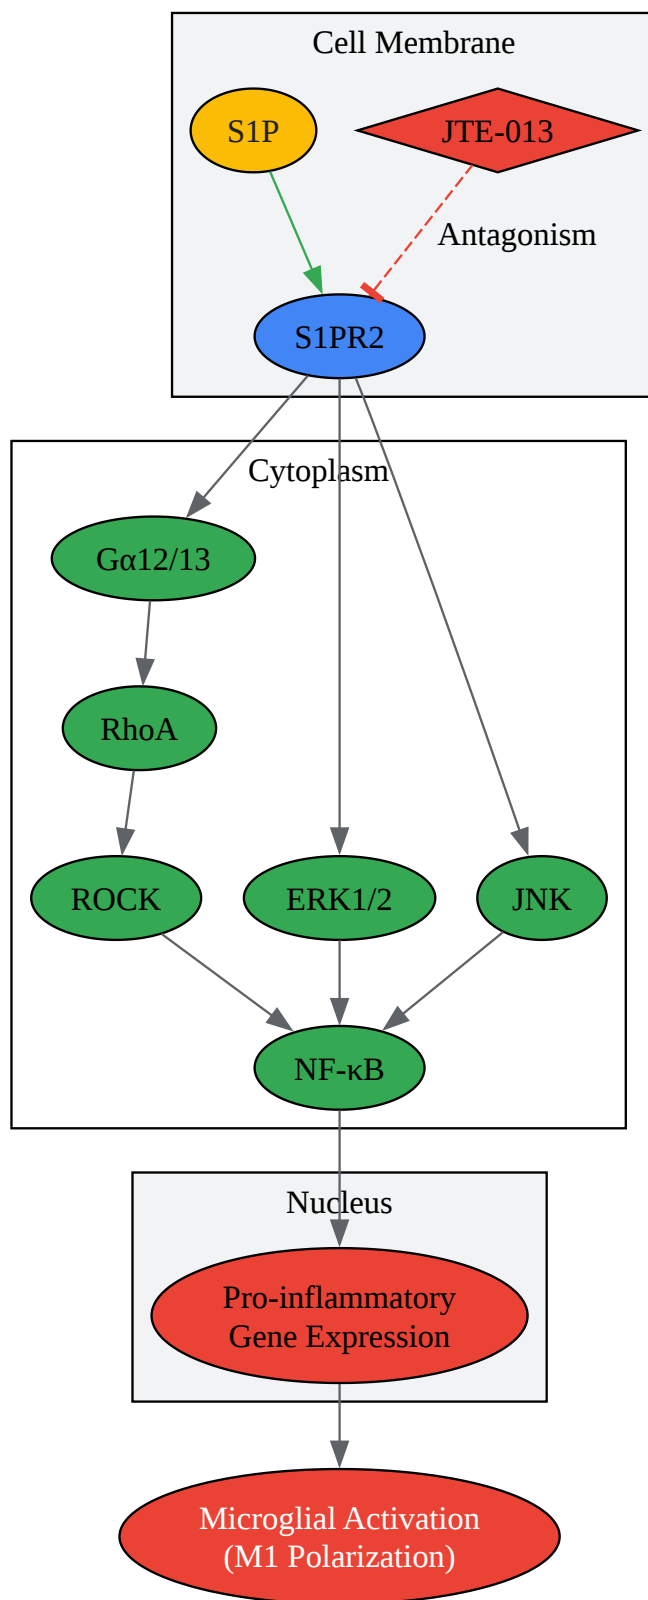 Cell Membrane
S1P
JTE-013
Antagonism
S1PR2
Cytoplasm
Gα12/13
RhoA
ROCK
ERK1/2
JNK
NF-κB
Nucleus
Pro-inflammatory
Gene Expression
Microglial Activation
(M1 Polarization)